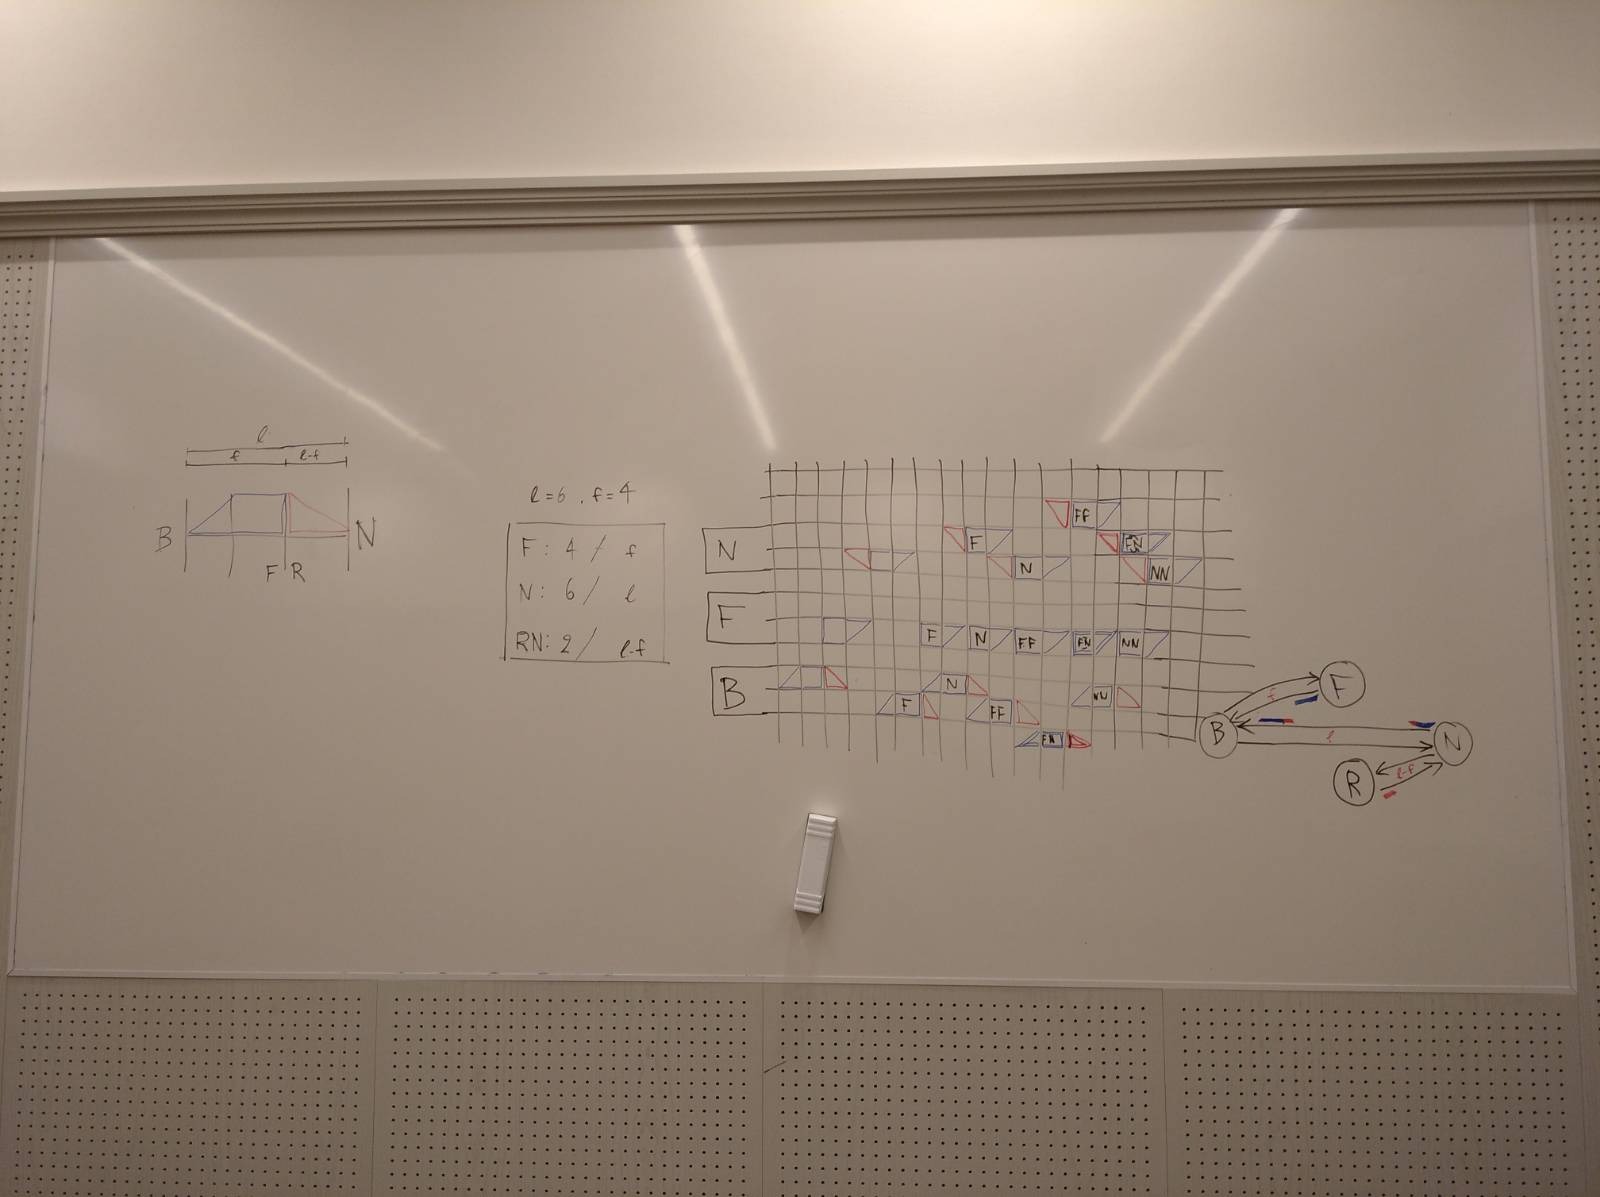 l
f l-f
B F R N
l=6, f=4
F: 4 / f
N: 6 / l
RN: 2 / l-f
N
FF
F FN
N NN
F
F N FF FN NN
B
N NN
F FF
FN
B F N R
f
l
l-f